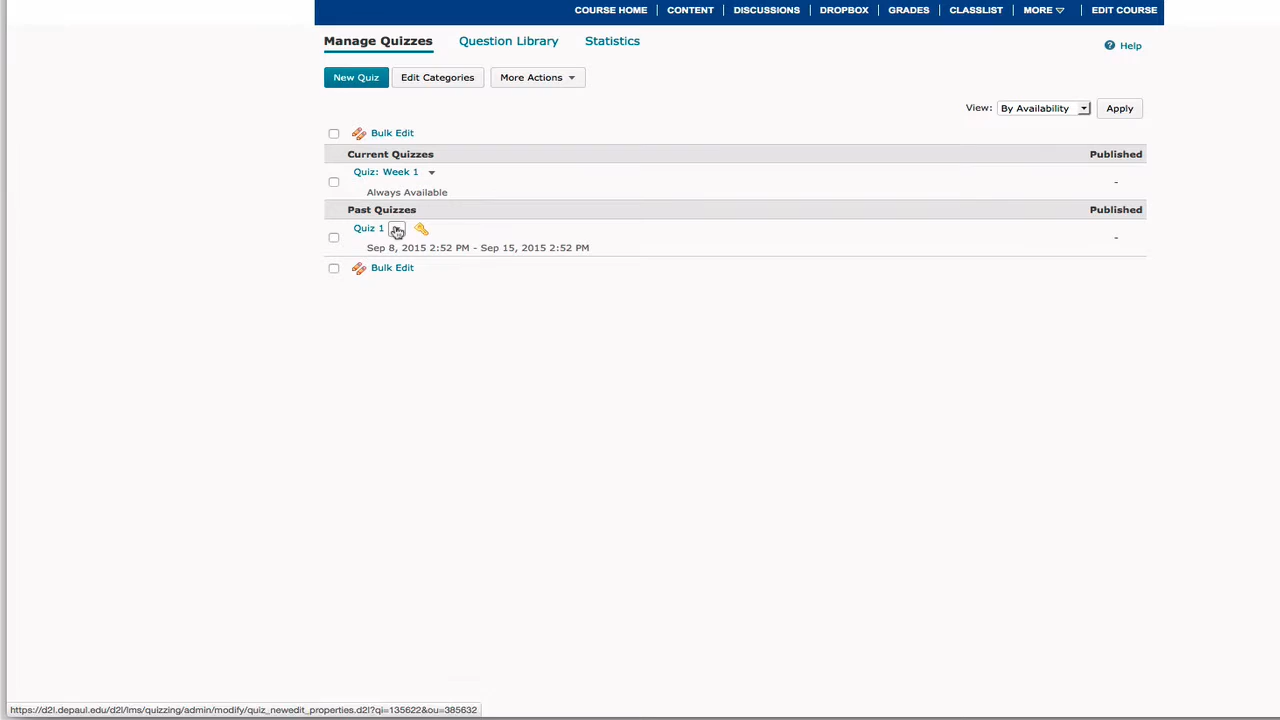 COURSE HOME CONTENT DISCUSSIONS DROPBOX GRADES CLASSLIST MORE EDIT COURSE
Manage Quizzes Question Library Statistics Help
New Quiz Edit Categories More Actions
View: By Availability Apply
Bulk Edit
Current Quizzes Published
Quiz: Week 1
Always Available -
Past Quizzes Published
Quiz 1
Sep 8, 2015 2:52 PM - Sep 15, 2015 2:52 PM -
Bulk Edit
https://d2l.depaul.edu/d2l/lms/quizzing/admin/modify/quiz_newedit_properties.d2l?qi=135622&ou=385632